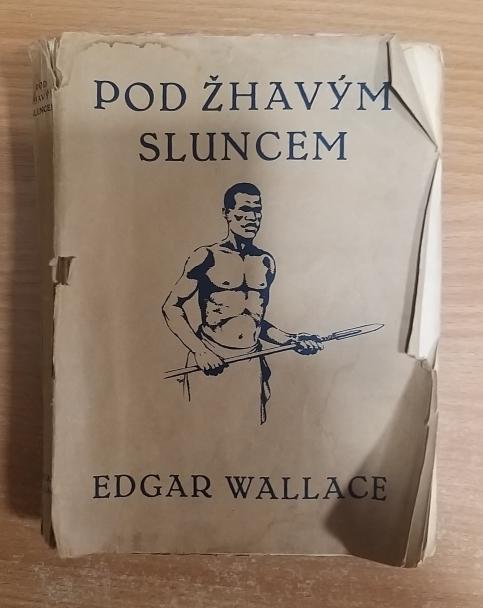 POD ŽHAVÝM
SLUNCEM
EDGAR WALLACE
POD
ŽHAVÝM
SLUNCEM